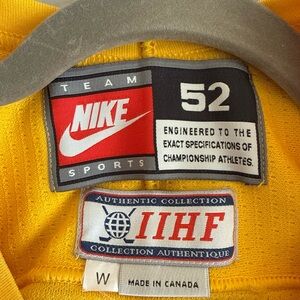 TEAM
NIKE
SPORTS
52
ENGINEERED TO THE
EXACT SPECIFICATIONS OF
CHAMPIONSHIP ATHLETES.
AUTHENTIC COLLECTION
IIHF
COLLECTION AUTHENTIQUE
W
MADE IN CANADA